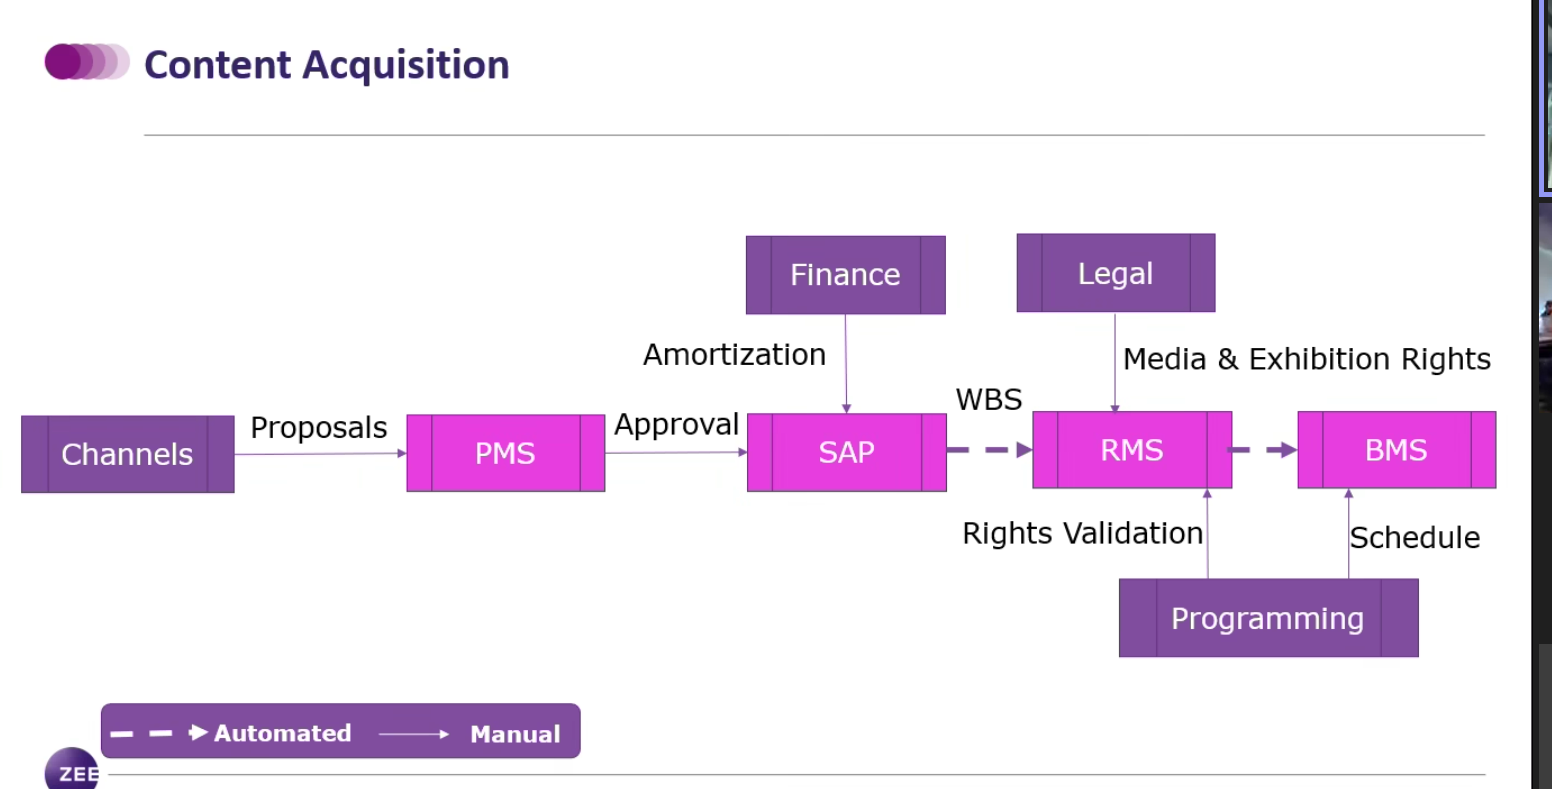 Content Acquisition
Finance
Legal
Amortization
Media & Exhibition Rights
WBS
Channels
Proposals
PMS
Approval
SAP
RMS
BMS
Rights Validation
Schedule
Programming
Automated
Manual
ZEE